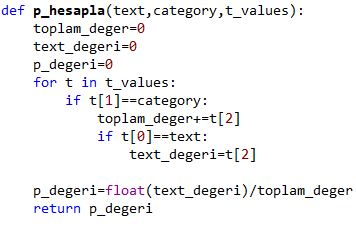 def p_hesapla(text,category,t_values):
    toplam_deger=0
    text_degeri=0
    p_degeri=0
    for t in t_values:
        if t[1]==category:
            toplam_deger+=t[2]
            if t[0]==text:
                text_degeri=t[2]

    p_degeri=float(text_degeri)/toplam_deger
    return p_degeri